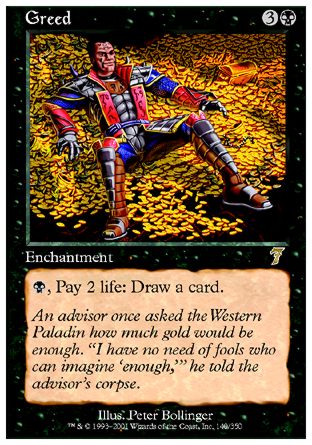 Greed 3
Enchantment 7
, Pay 2 life: Draw a card.
An advisor once asked the Western
Paladin how much gold would be
enough. “I have no need of fools who
can imagine ‘enough,’” he told the
advisor’s corpse.
Illus. Peter Bollinger
™ & © 1993–2001 Wizards of the Coast, Inc. 140/350